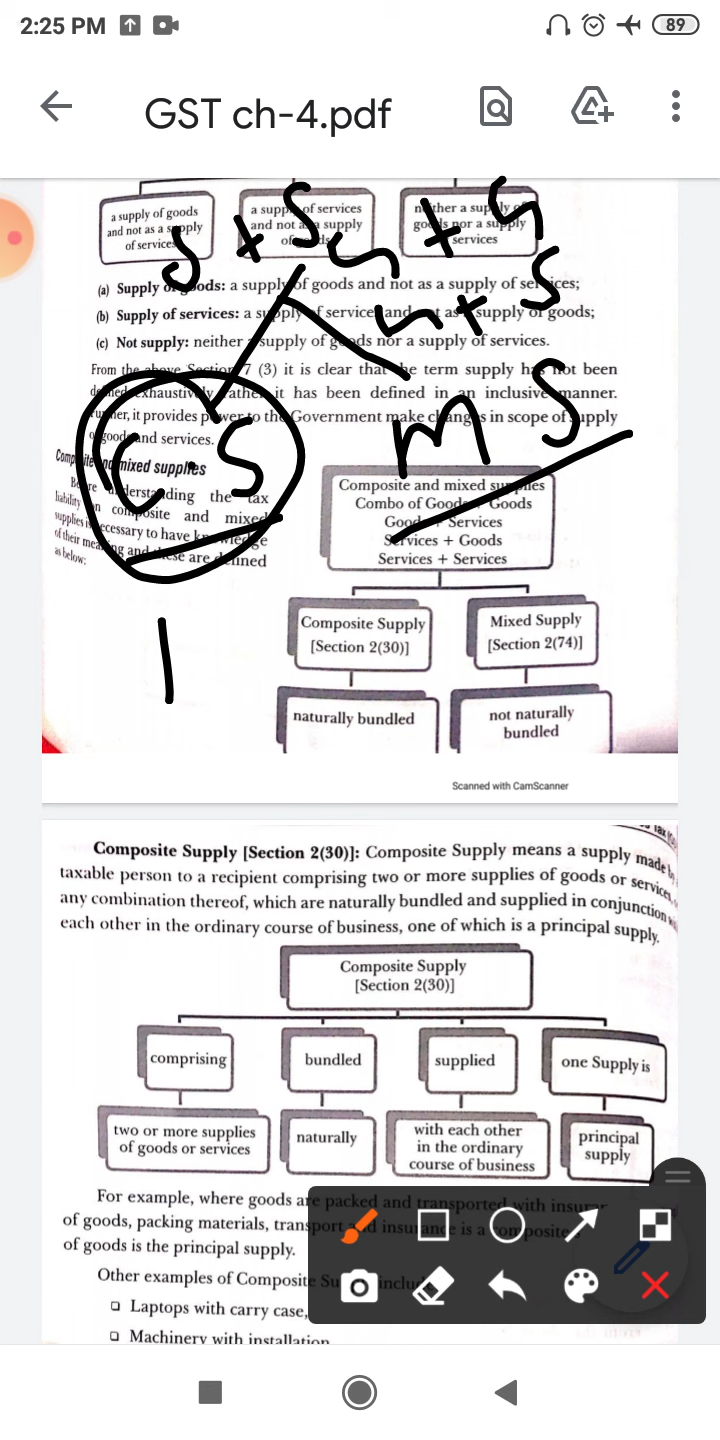 2:25 PM 89
GST ch-4.pdf
a supply of goods
and not as a supply
of services
a supply of services
and not as a supply
of goods
neither a supply of
goods nor a supply
services
S + S
G + G
G + S
(a) Supply of goods: a supply of goods and not as a supply of services;
(b) Supply of services: a supply of services and not as a supply of goods;
(c) Not supply: neither a supply of goods nor a supply of services.
From the above Section 7 (3) it is clear that the term supply has not been
defined exhaustively rather it has been defined in an inclusive manner.
Further, it provides power to the Government make changes in scope of supply
of goods and services.
CS
MS
1
Composite and mixed supplies
Before understanding the tax
liability on composite and mixed
supplies is necessary to have knowledge
of their meaning and these are defined
as below:
Composite and mixed supplies
Combo of Goods + Goods
Goods + Services
Services + Goods
Services + Services
Composite Supply
[Section 2(30)]
Mixed Supply
[Section 2(74)]
naturally bundled
not naturally
bundled
Scanned with CamScanner
Composite Supply [Section 2(30)]: Composite Supply means a supply made by
taxable person to a recipient comprising two or more supplies of goods or services,
any combination thereof, which are naturally bundled and supplied in conjunction
each other in the ordinary course of business, one of which is a principal supply.
Composite Supply
[Section 2(30)]
comprising
bundled
supplied
one Supply is
two or more supplies
of goods or services
naturally
with each other
in the ordinary
course of business
principal
supply
For example, where goods are packed and transported with
of goods, packing materials, transport and insurance is a composite
of goods is the principal supply.
Other examples of Composite
▫ Laptops with carry case,
▫ Machinery with installation